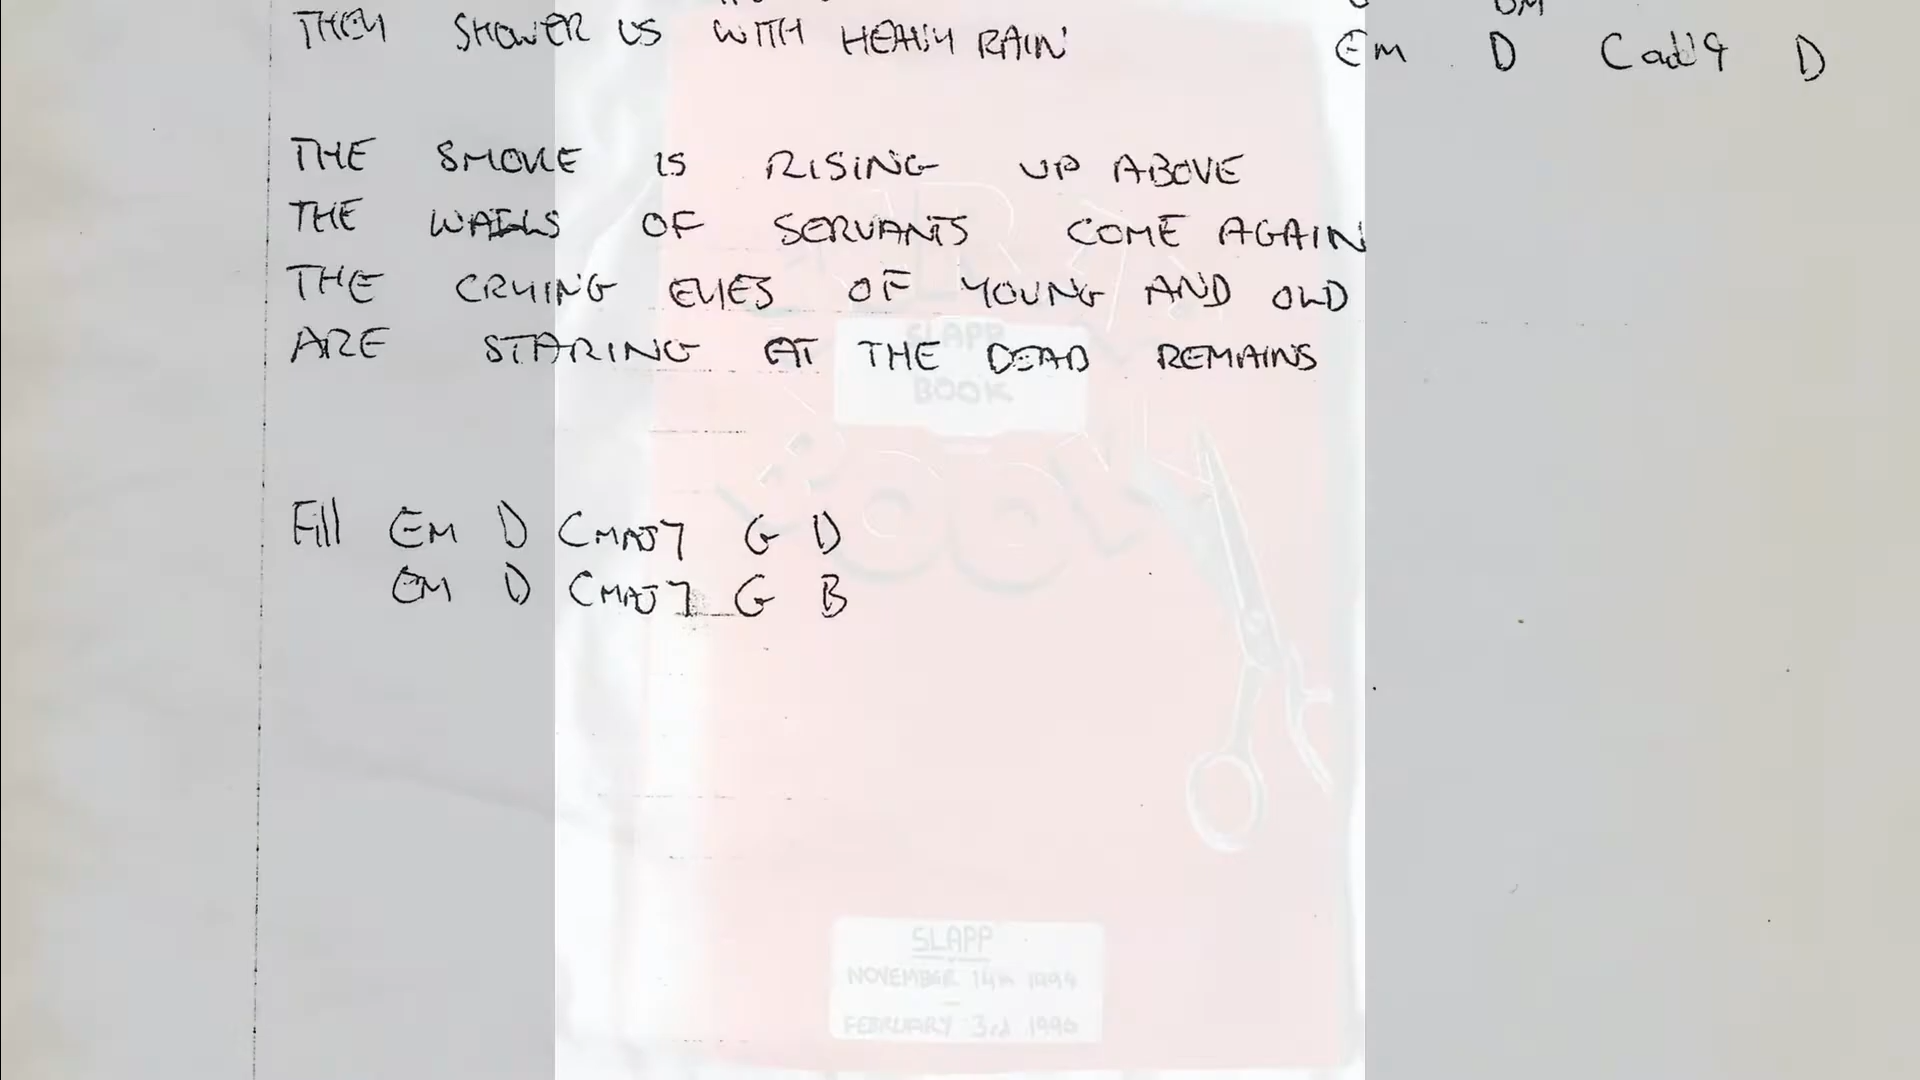 THEY SHOWER US WITH HEAVY RAIN
Em D Cadd9 D
THE SMOKE IS RISING UP ABOVE
THE WAILS OF SERVANTS COME AGAIN
THE CRYING EYES OF YOUNG AND OLD
ARE STARING AT THE DEAD REMAINS
Fill Em D Cmaj7 G D
Em D Cmaj7 G B
SLAPP
BOOK
SLAPP
NOVEMBER 14th 1994
—
FEBRUARY 3rd 1996